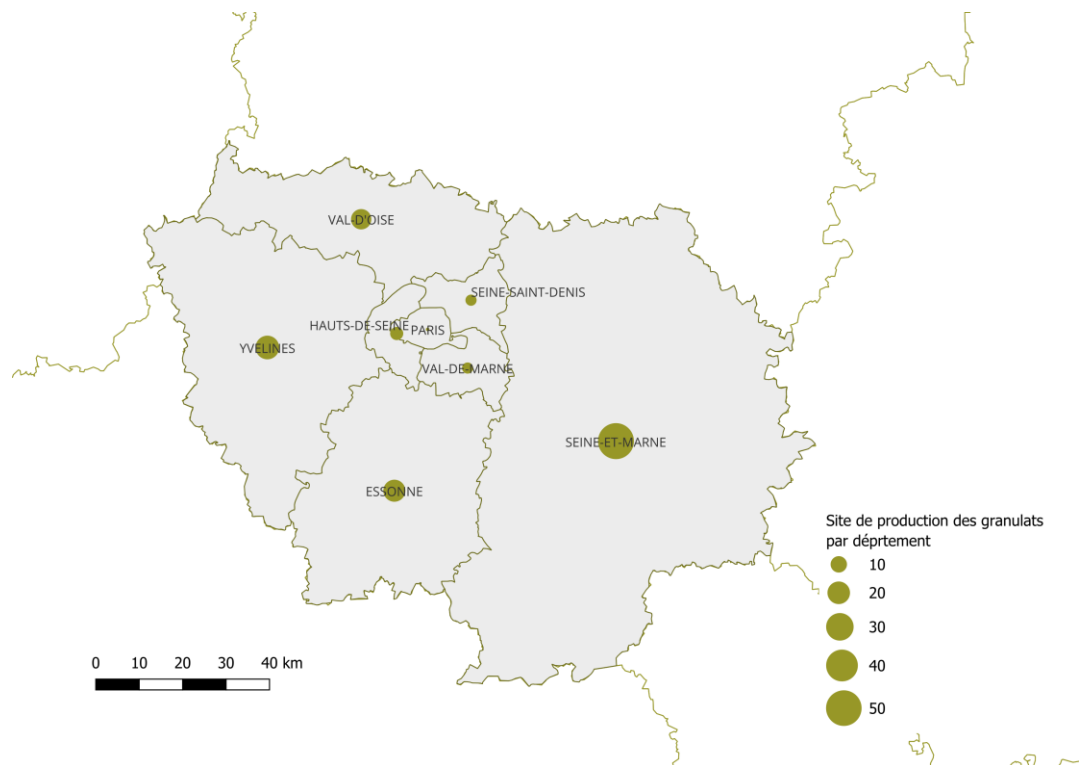 VAL-D'OISE
SEINE-SAINT-DENIS
HAUTS-DE-SEINE
PARIS
YVELINES
VAL-DE-MARNE
SEINE-ET-MARNE
ESSONNE
Site de production des granulats
par déprtement
10
20
30
40
50
0 10 20 30 40 km